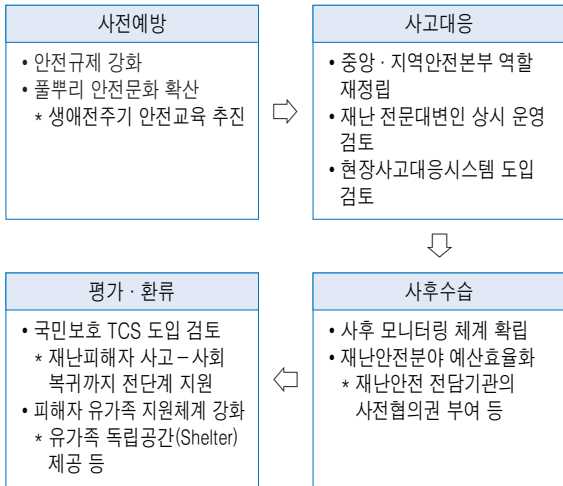 사전예방
• 안전규제 강화
• 풀뿌리 안전문화 확산
* 생애전주기 안전교육 추진
사고대응
• 중앙 · 지역안전본부 역할
재정립
• 재난 전문대변인 상시 운영
검토
• 현장사고대응시스템 도입
검토
사후수습
• 사후 모니터링 체계 확립
• 재난안전분야 예산효율화
* 재난안전 전담기관의
사전협의권 부여 등
평가 · 환류
• 국민보호 TCS 도입 검토
* 재난피해자 사고 – 사회
복귀까지 전단계 지원
• 피해자 유가족 지원체계 강화
* 유가족 독립공간(Shelter)
제공 등